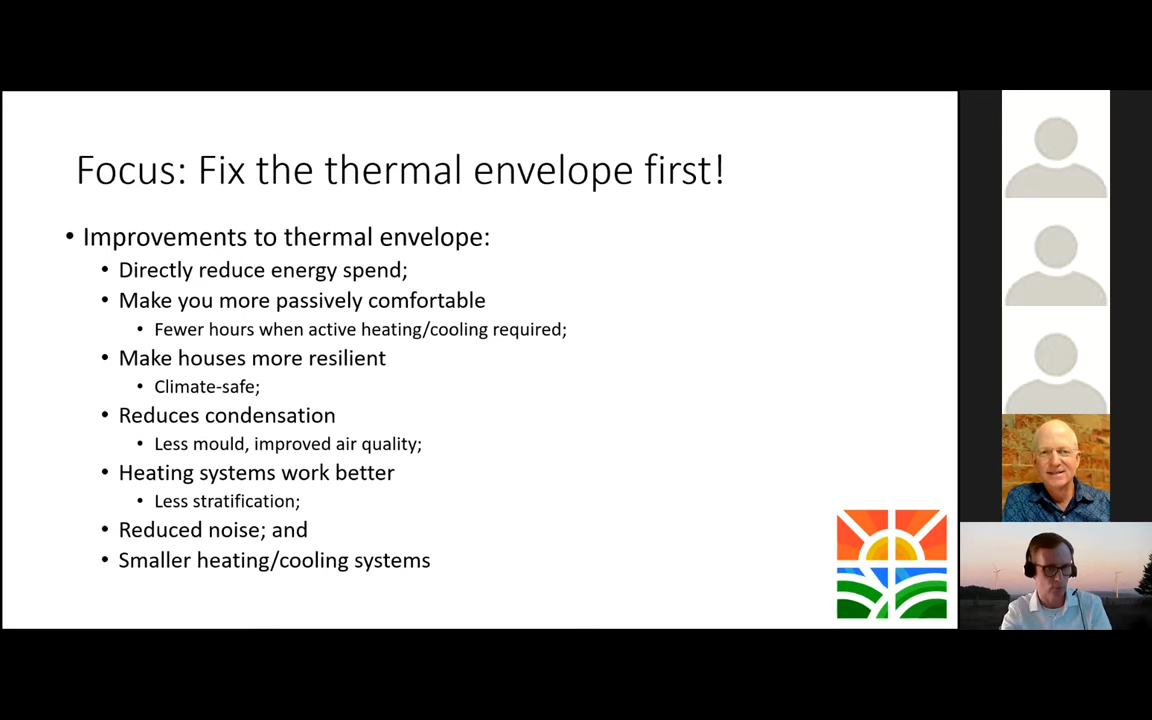 Focus: Fix the thermal envelope first!
• Improvements to thermal envelope:
• Directly reduce energy spend;
• Make you more passively comfortable
• Fewer hours when active heating/cooling required;
• Make houses more resilient
• Climate-safe;
• Reduces condensation
• Less mould, improved air quality;
• Heating systems work better
• Less stratification;
• Reduced noise; and
• Smaller heating/cooling systems